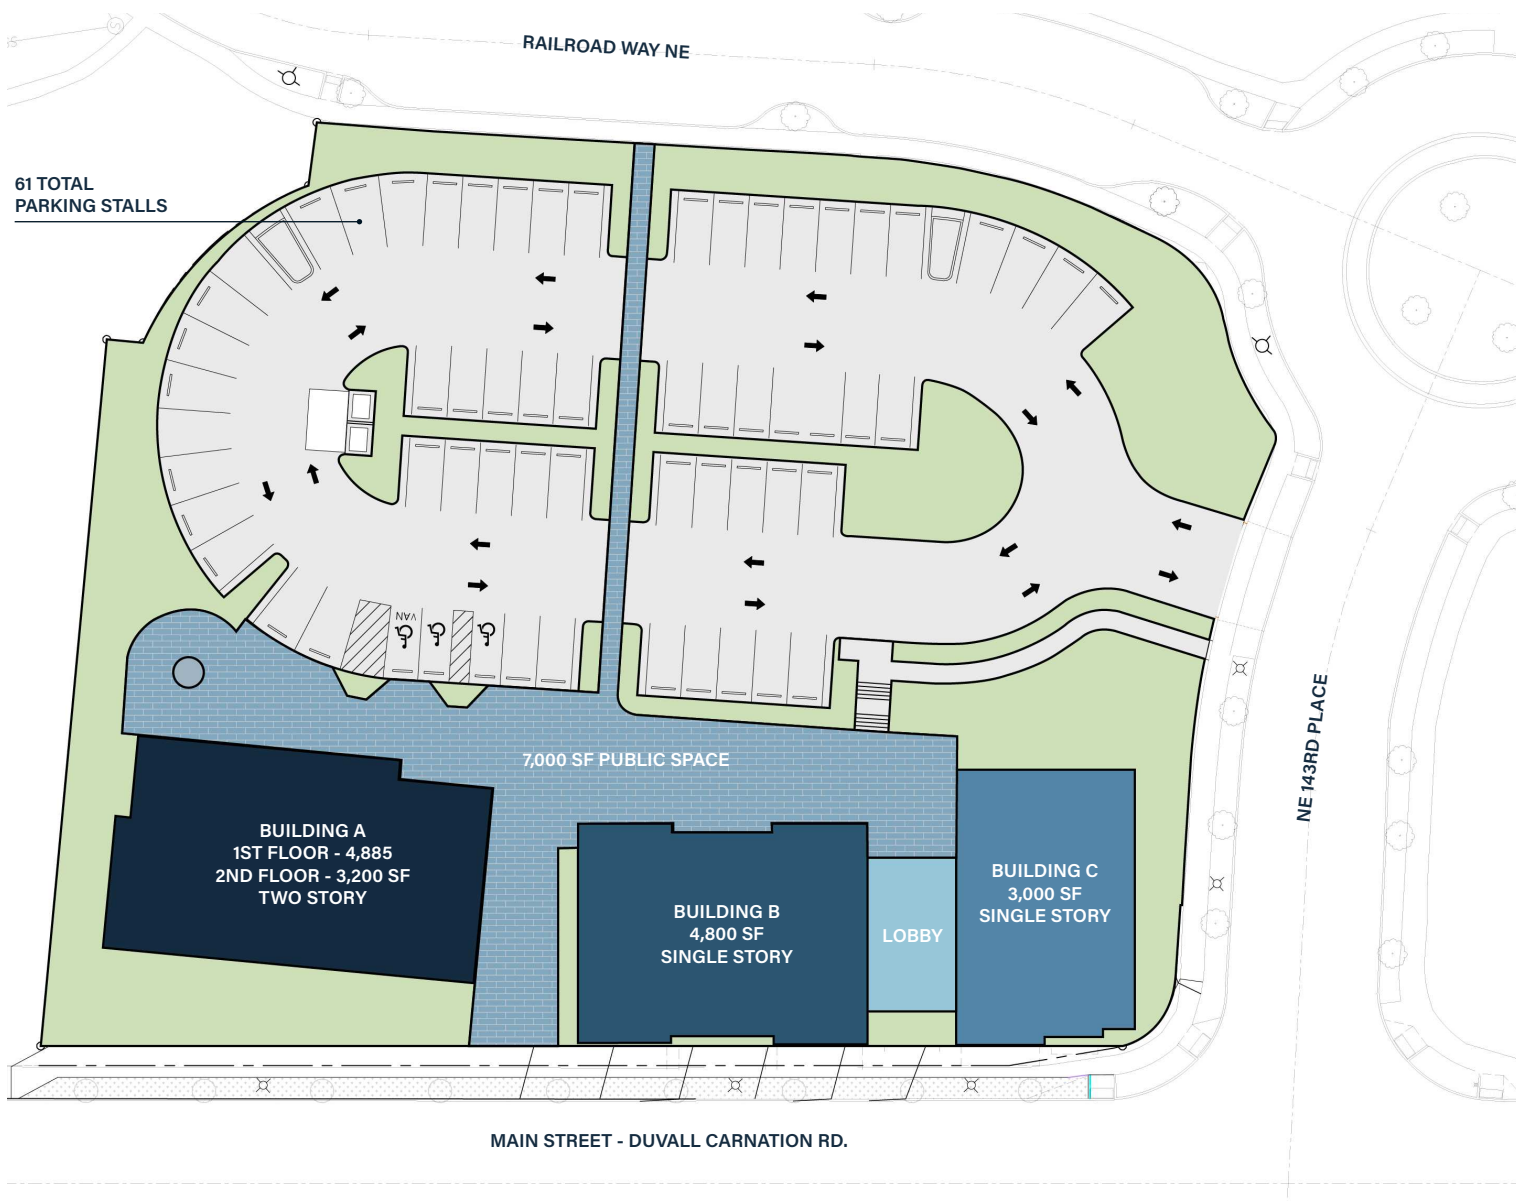 RAILROAD WAY NE
61 TOTAL
PARKING STALLS
VAN
NE 143RD PLACE
7,000 SF PUBLIC SPACE
BUILDING A
1ST FLOOR - 4,885
2ND FLOOR - 3,200 SF
TWO STORY
BUILDING B
4,800 SF
SINGLE STORY
LOBBY
BUILDING C
3,000 SF
SINGLE STORY
MAIN STREET - DUVALL CARNATION RD.